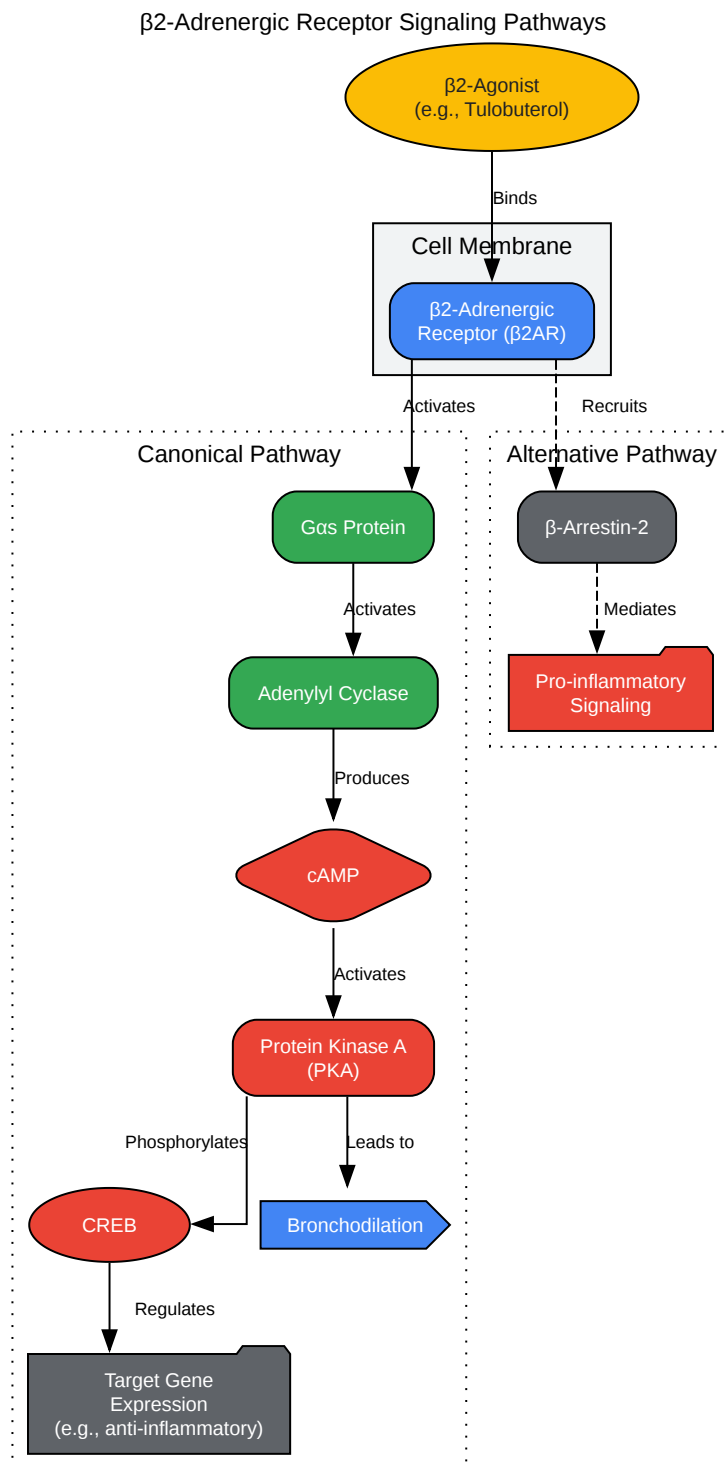 β2-Adrenergic Receptor Signaling Pathways
β2-Agonist
(e.g., Tulobuterol)
Binds
Cell Membrane
β2-Adrenergic
Receptor (β2AR)
Activates
Recruits
Canonical Pathway
Alternative Pathway
Gαs Protein
β-Arrestin-2
Activates
Mediates
Adenylyl Cyclase
Pro-inflammatory
Signaling
Produces
cAMP
Activates
Protein Kinase A
(PKA)
Phosphorylates
Leads to
CREB
Bronchodilation
Regulates
Target Gene
Expression
(e.g., anti-inflammatory)